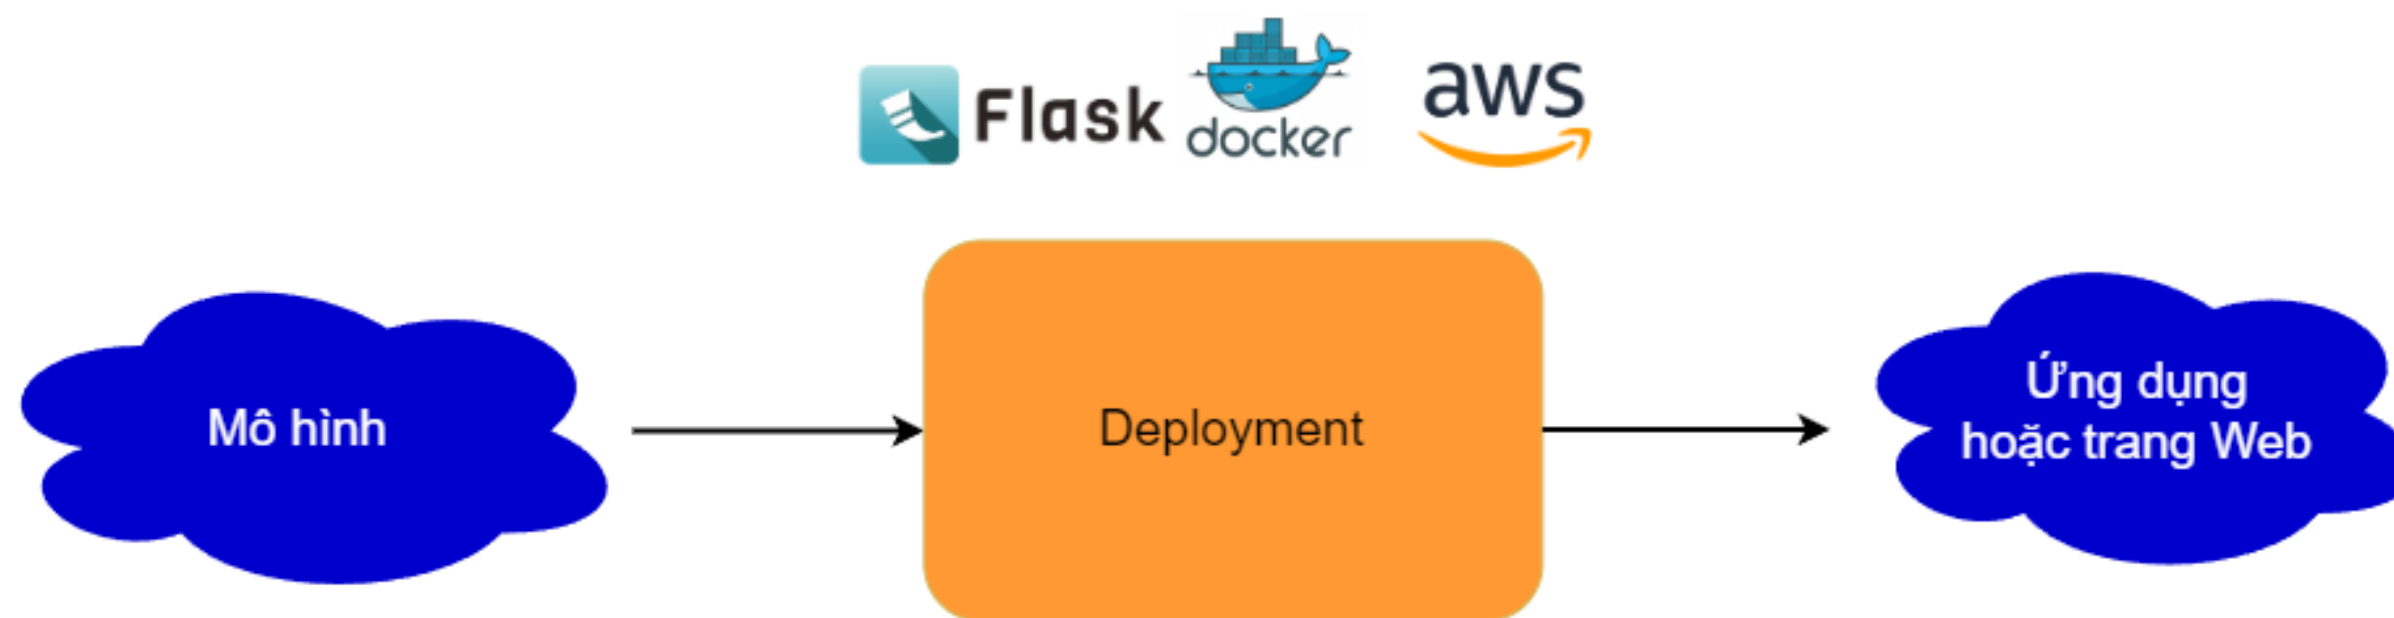 Flask
docker
aws
Mô hình
Deployment
Ứng dụng
hoặc trang Web